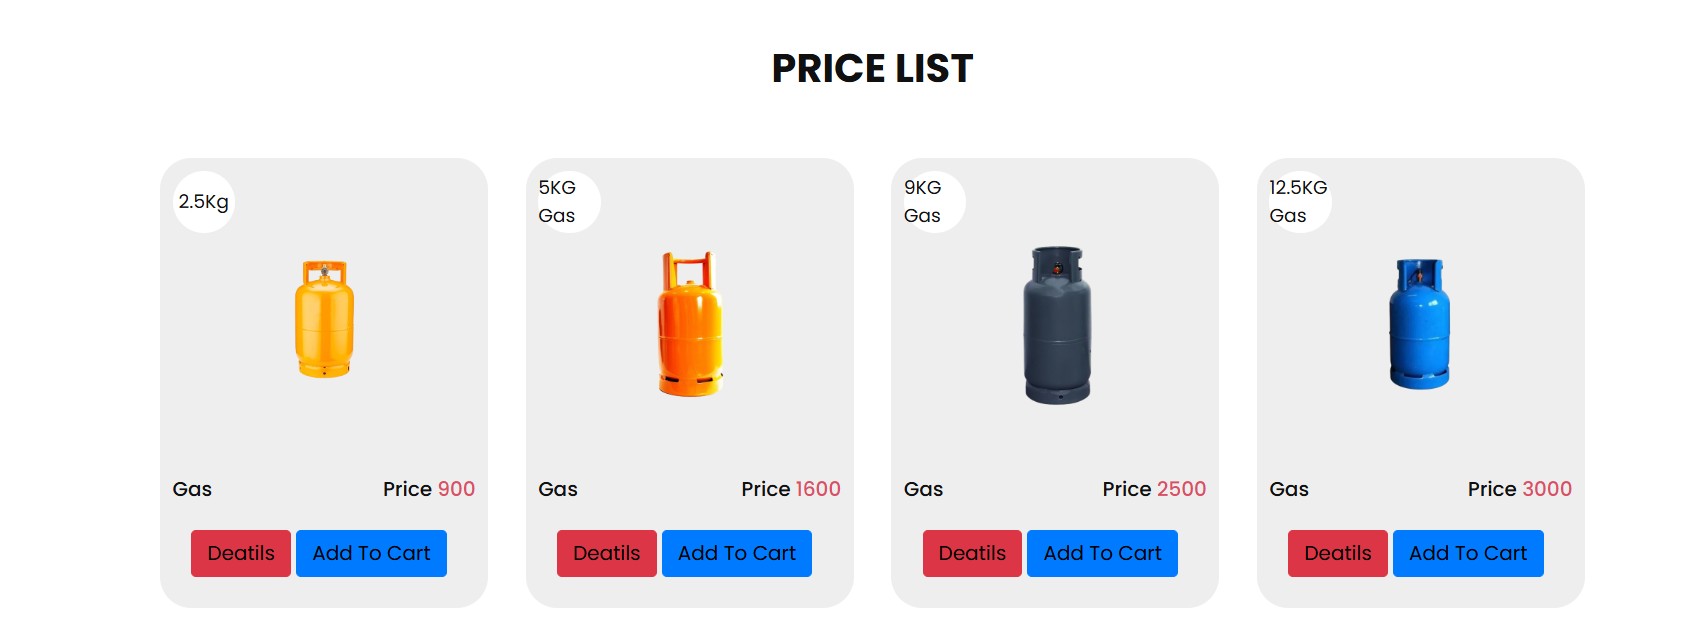 PRICE LIST
2.5Kg
Gas Price 900
Deatils Add To Cart
5KG
Gas
Gas Price 1600
Deatils Add To Cart
9KG
Gas
Gas Price 2500
Deatils Add To Cart
12.5KG
Gas
Gas Price 3000
Deatils Add To Cart